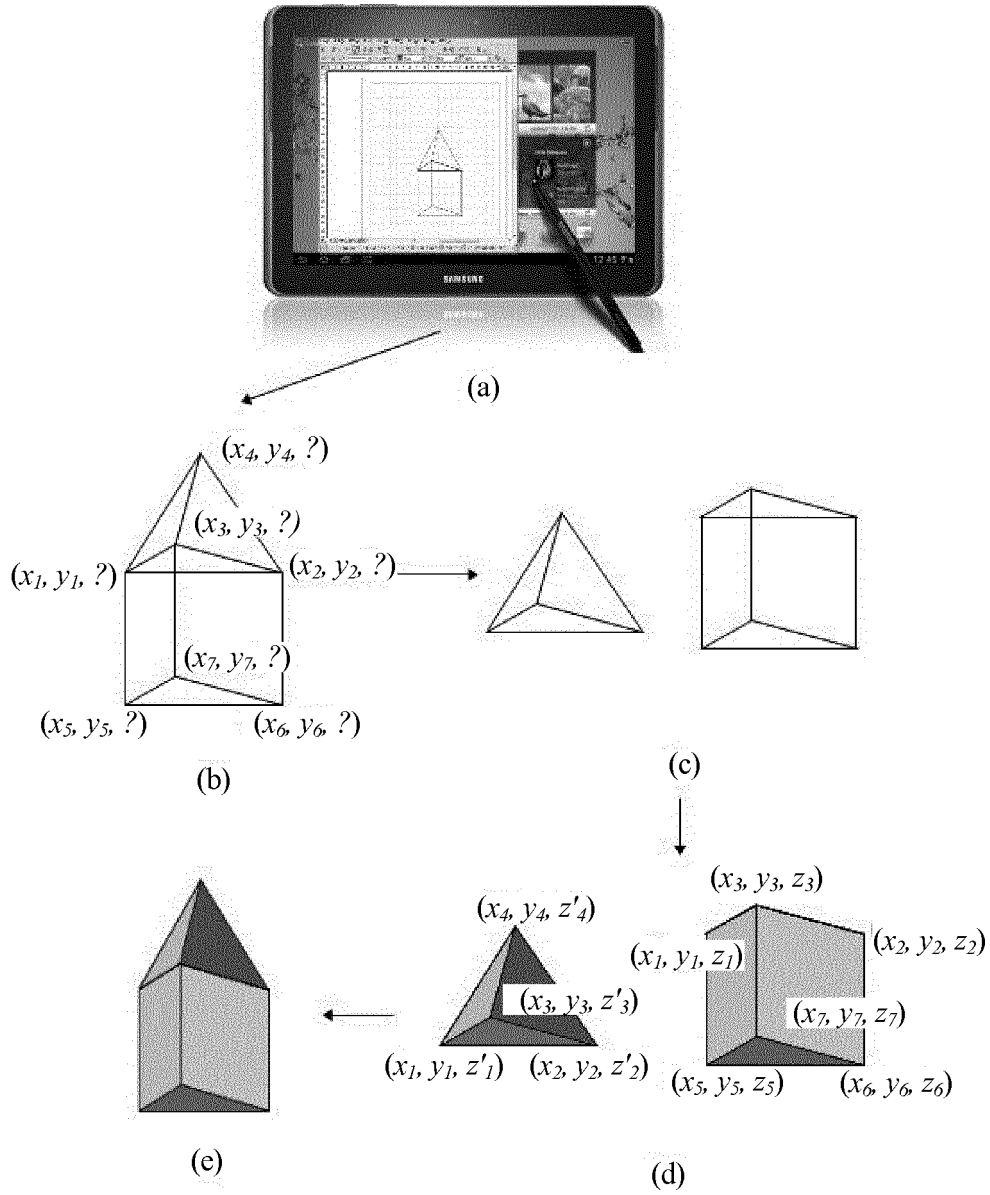 SAMSUNG
12:45
(a)
(x₄, y₄, ?)
(x₃, y₃, ?)
(x₁, y₁, ?)
(x₂, y₂, ?)
(x₇, y₇, ?)
(x₅, y₅, ?)
(x₆, y₆, ?)
(b)
(c)
(x₃, y₃, z₃)
(x₄, y₄, z'₄)
(x₁, y₁, z₁)
(x₂, y₂, z₂)
(x₃, y₃, z'₃)
(x₇, y₇, z₇)
(x₁, y₁, z'₁)
(x₂, y₂, z'₂)
(x₅, y₅, z₅)
(x₆, y₆, z₆)
(e)
(d)